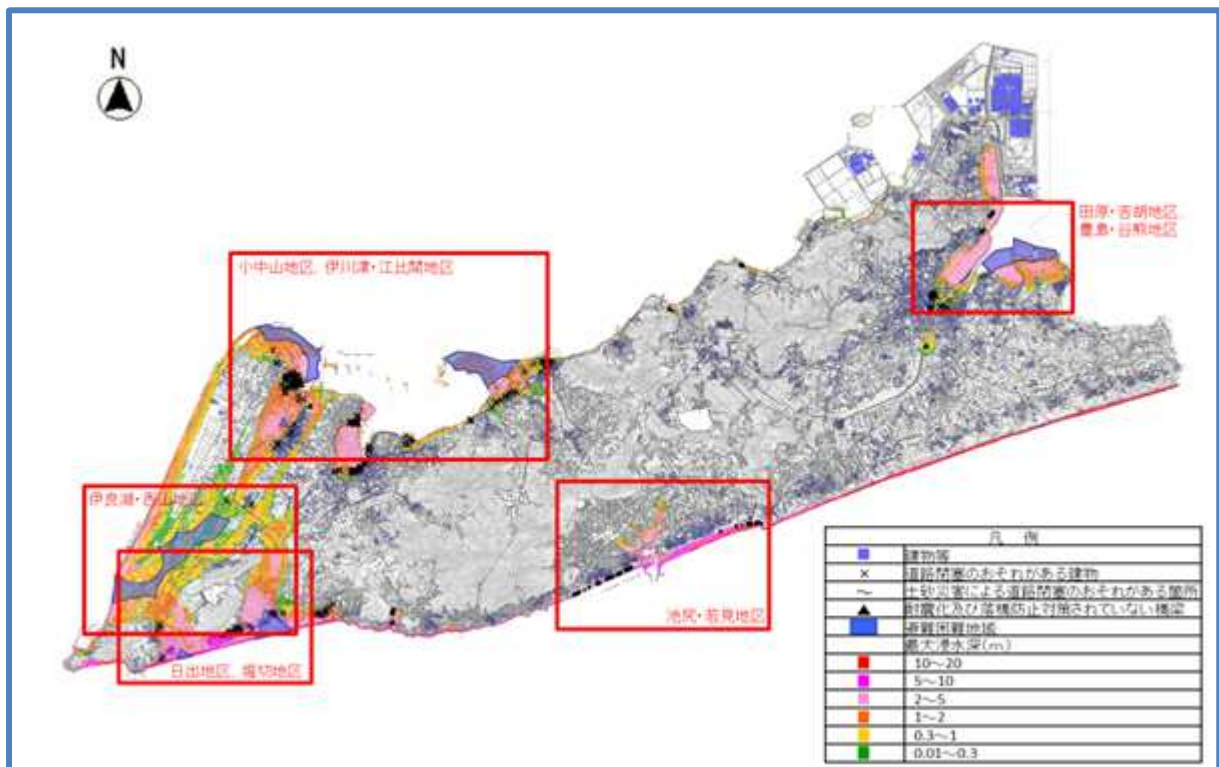 N
田原・吉胡地区、
豊島・谷熊地区
小中山地区、伊川津・江比間地区
伊良湖・西山地区
池尻・若見地区
日出地区、堀切地区
凡 例
建物等
道路閉塞のおそれがある建物
土砂災害による道路閉塞のおそれがある箇所
耐震化及び落橋防止対策されていない橋梁
避難困難地域
最大浸水深(m)
10～20
5～10
2～5
1～2
0.3～1
0.01～0.3